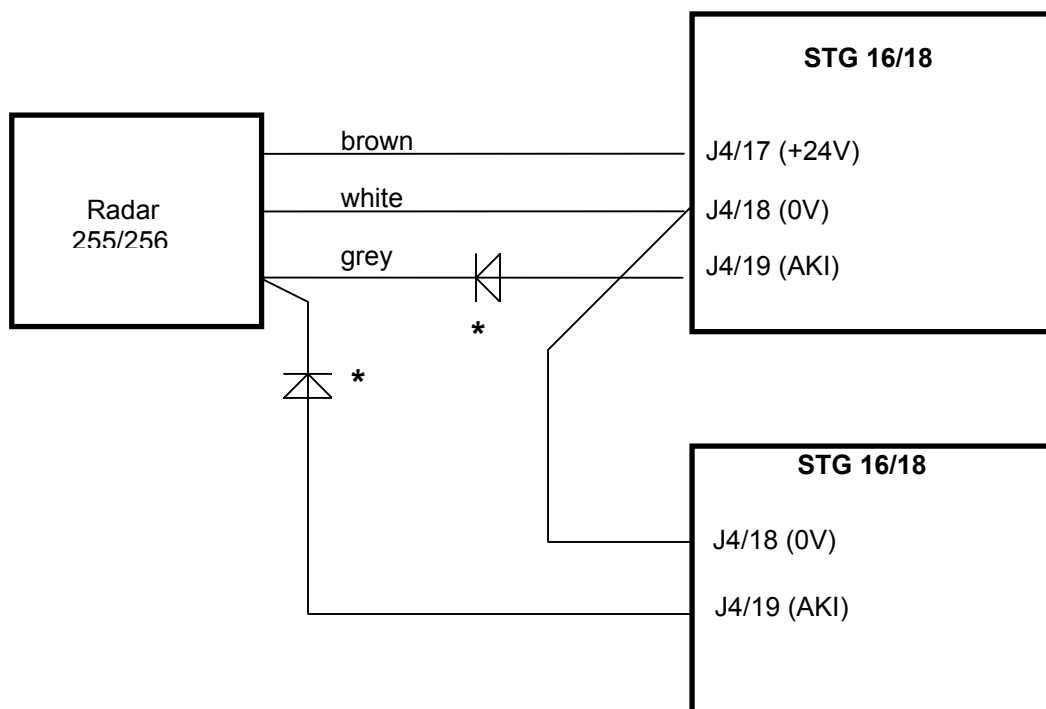 STG 16/18
brown
J4/17 (+24V)
Radar
255/256
white
J4/18 (0V)
grey
J4/19 (AKI)
*
*
STG 16/18
J4/18 (0V)
J4/19 (AKI)